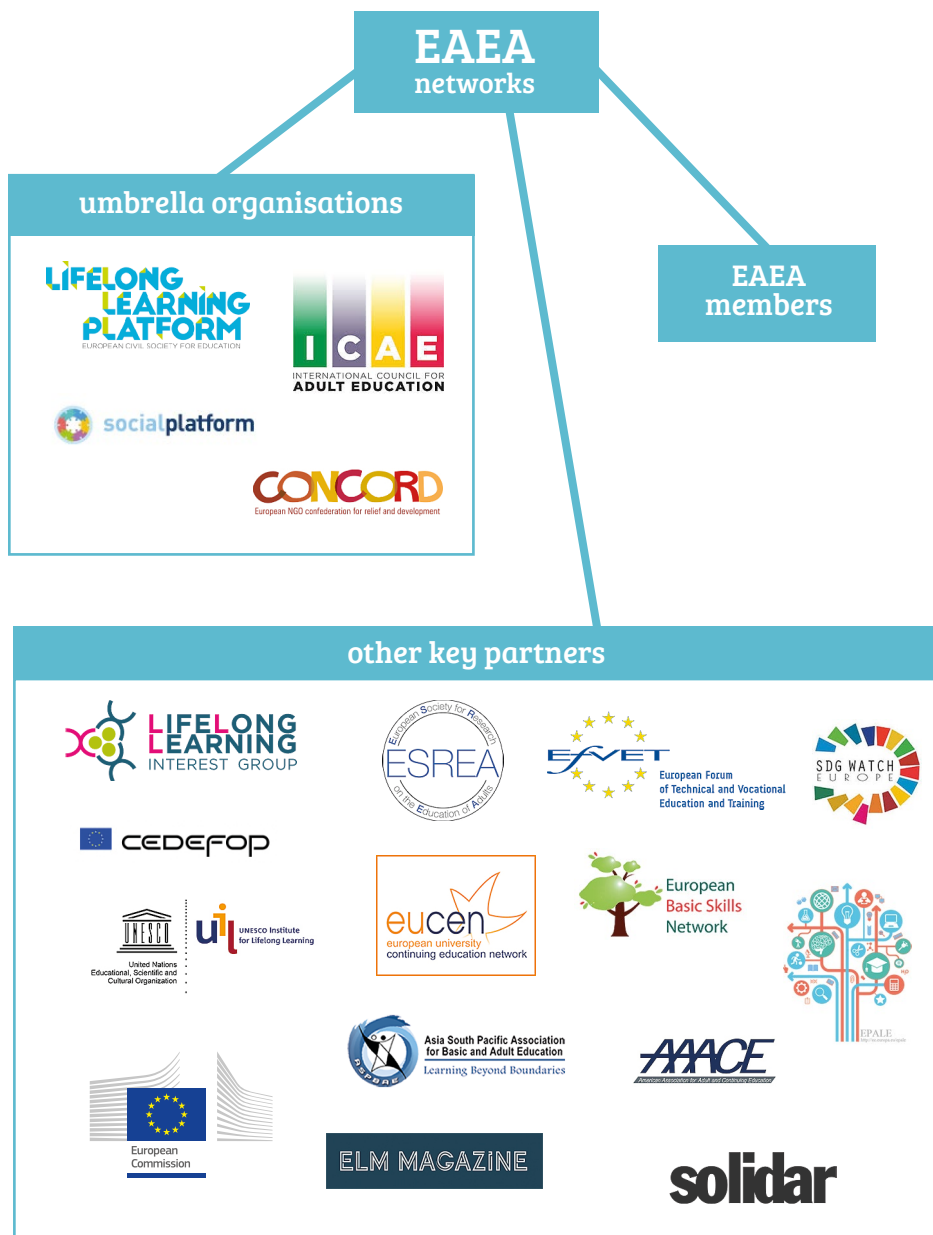 EAEA
networks
umbrella organisations
LIFELONG
LEARNING
PLATFORM
EUROPEAN CIVIL SOCIETY FOR EDUCATION
ICAE
INTERNATIONAL COUNCIL FOR
ADULT EDUCATION
socialplatform
CONCORD
European NGO confederation for relief and development
EAEA
members
other key partners
LIFELONG
LEARNING
INTEREST GROUP
European Society for Research
ESREA
on the Education of Adults
EfVET
European Forum
of Technical and Vocational
Education and Training
SDG WATCH
EUROPE
CEDEFOP
UNESCO
United Nations
Educational, Scientific and
Cultural Organization
uil
UNESCO Institute
for Lifelong Learning
eucen
european university
continuing education network
European
Basic Skills
Network
EPALE
ASPBAE
Asia South Pacific Association
for Basic and Adult Education
Learning Beyond Boundaries
AAACE
American Association for Adult and Continuing Education
European
Commission
ELM MAGAZINE
solidar